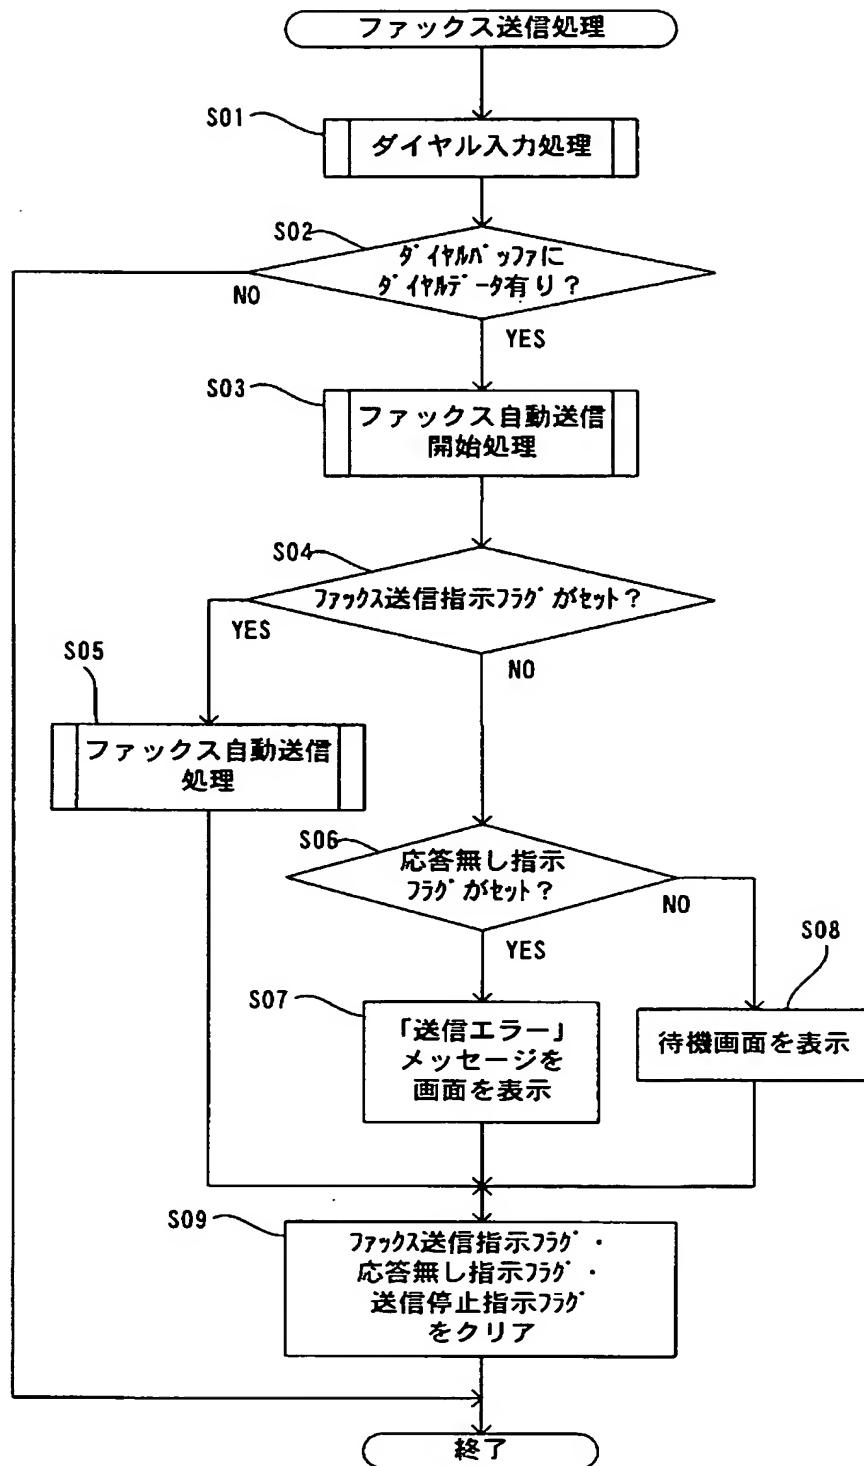 ファックス送信処理
S01
ダイヤル入力処理
S02
ダイヤルバッファに
ダイヤルデータ有り?
NO
YES
S03
ファックス自動送信
開始処理
S04
ファックス送信指示フラグがセット?
YES
NO
S05
ファックス自動送信
処理
S06
応答無し指示
フラグがセット?
NO
YES
S07
「送信エラー」
メッセージを
画面を表示
S08
待機画面を表示
S09
ファックス送信指示フラグ・
応答無し指示フラグ・
送信停止指示フラグ
をクリア
終了